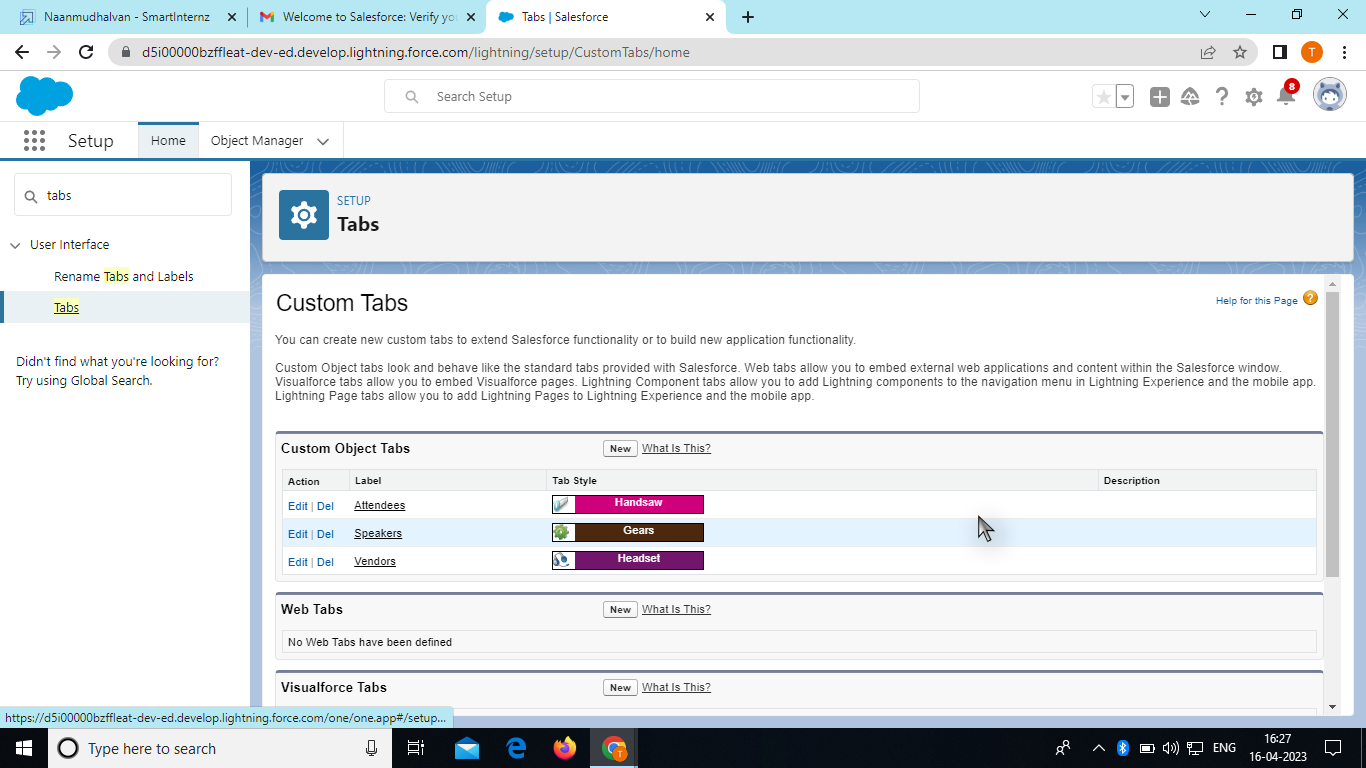 Naanmudhalvan - SmartInternz
Welcome to Salesforce: Verify you
Tabs | Salesforce
d5i00000bzffleat-dev-ed.develop.lightning.force.com/lightning/setup/CustomTabs/home
T
Search Setup
8
Setup
Home
Object Manager
tabs
User Interface
Rename Tabs and Labels
Tabs
Didn't find what you're looking for?
Try using Global Search.
SETUP
Tabs
Custom Tabs
Help for this Page ?
You can create new custom tabs to extend Salesforce functionality or to build new application functionality.
Custom Object tabs look and behave like the standard tabs provided with Salesforce. Web tabs allow you to embed external web applications and content within the Salesforce window.
Visualforce tabs allow you to embed Visualforce pages. Lightning Component tabs allow you to add Lightning components to the navigation menu in Lightning Experience and the mobile app.
Lightning Page tabs allow you to add Lightning Pages to Lightning Experience and the mobile app.
Custom Object Tabs New What Is This?
Action Label Tab Style Description
Edit | Del Attendees Handsaw
Edit | Del Speakers Gears
Edit | Del Vendors Headset
Web Tabs New What Is This?
No Web Tabs have been defined
Visualforce Tabs New What Is This?
https://d5i00000bzffleat-dev-ed.develop.lightning.force.com/one/one.app#/setup...
Type here to search
T
ENG
16:27
16-04-2023